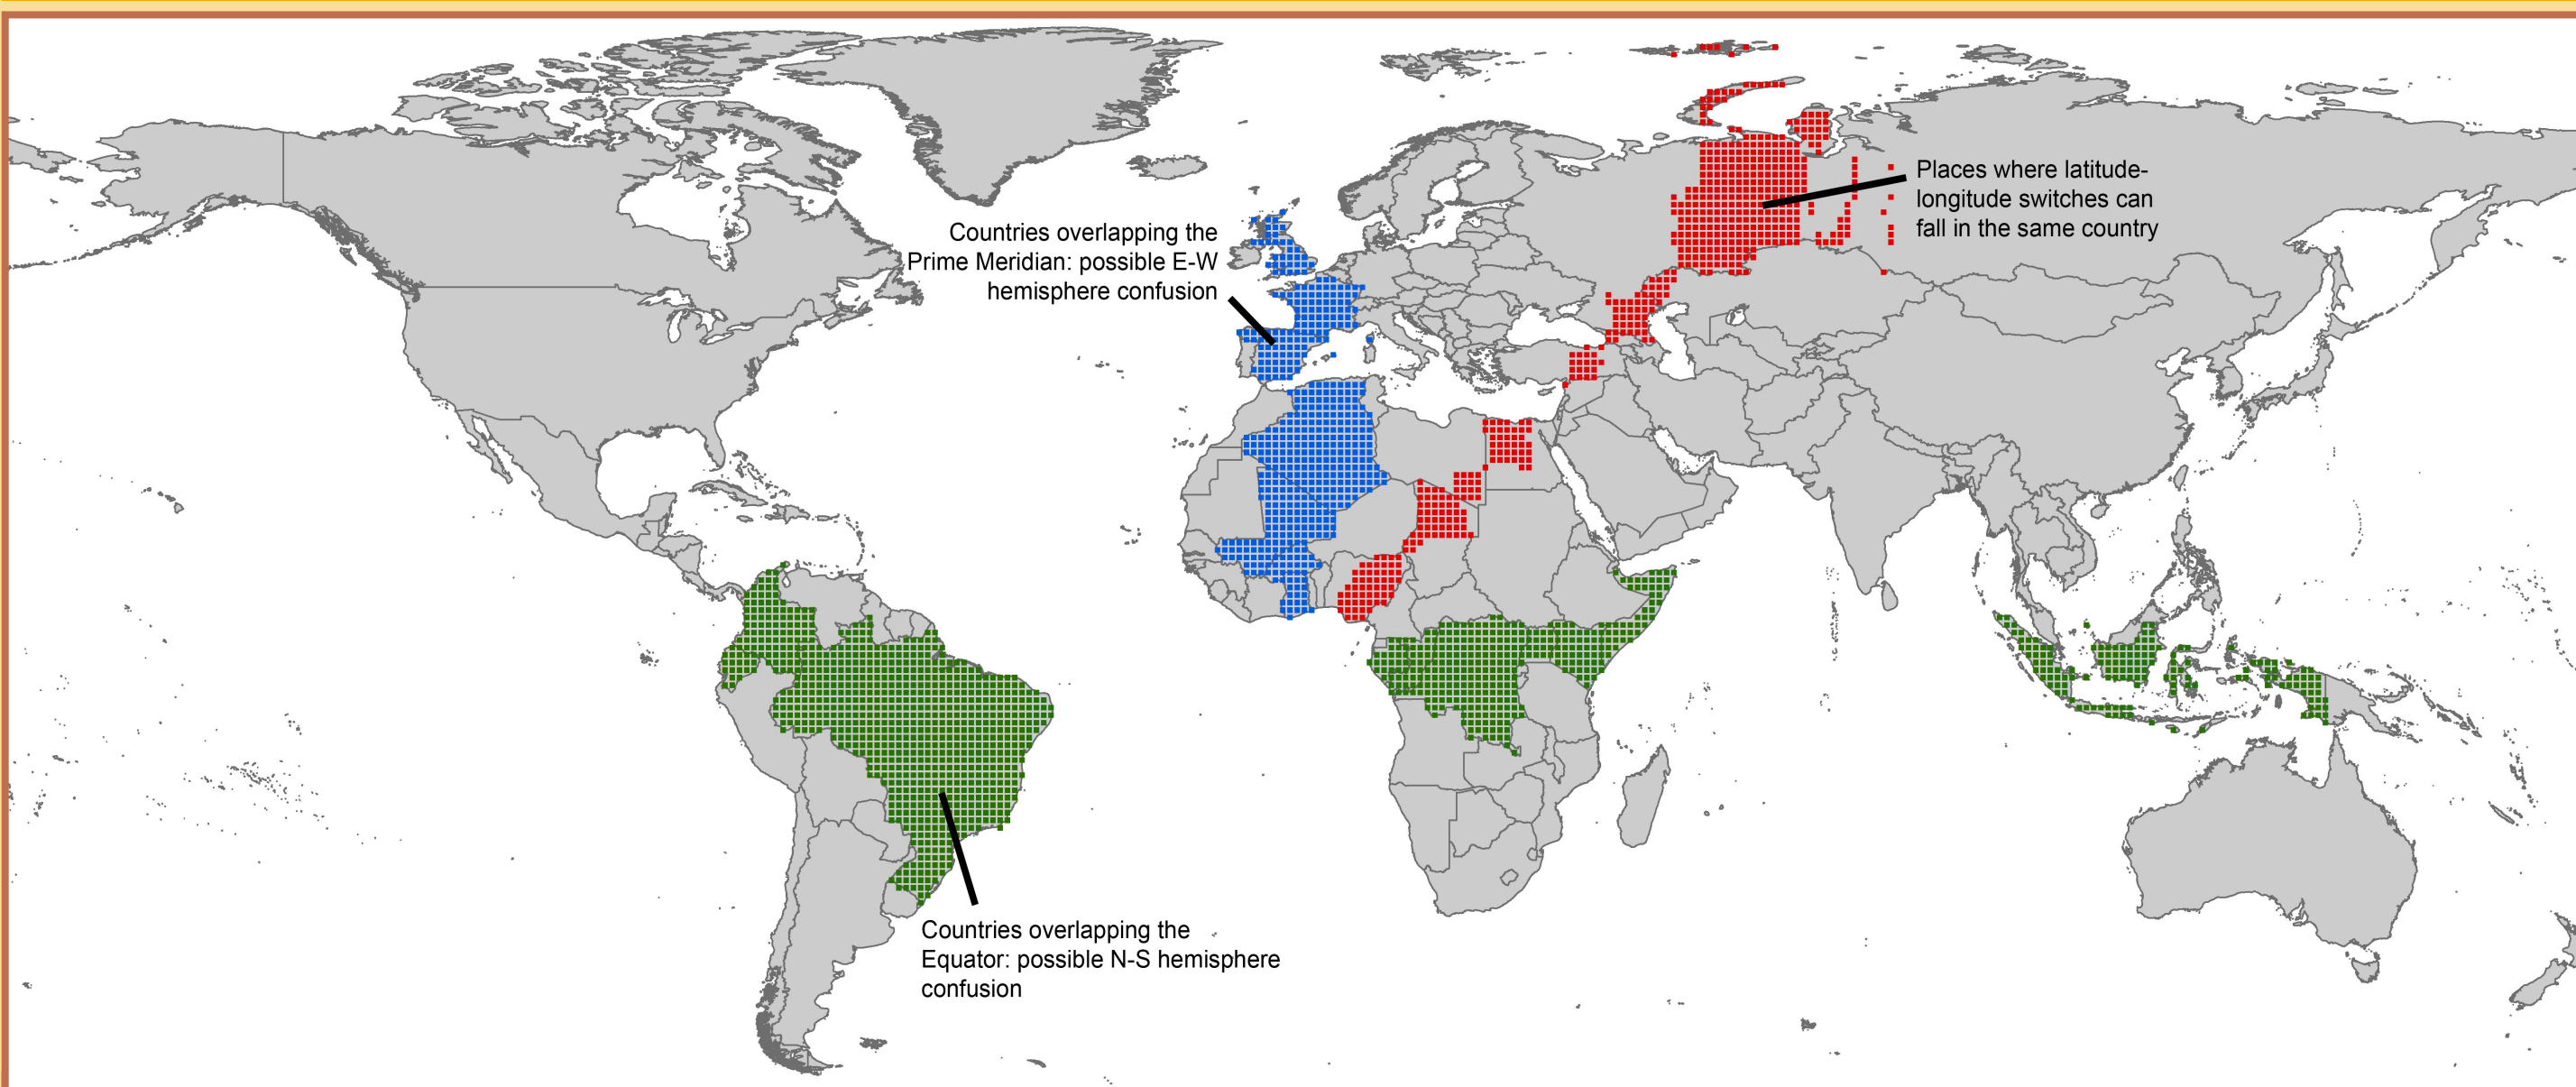 Places where latitude-
longitude switches can
fall in the same country
Countries overlapping the
Prime Meridian: possible E-W
hemisphere confusion
Countries overlapping the
Equator: possible N-S hemisphere
confusion